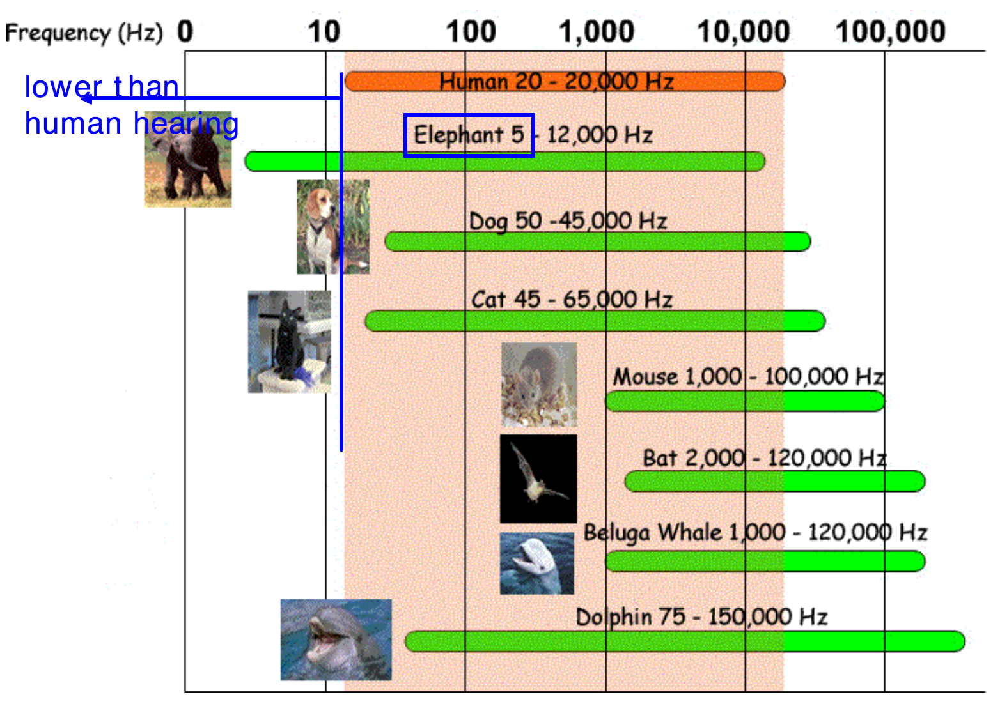 Frequency (Hz) 0 10 100 1,000 10,000 100,000
lower than
human hearing
Human 20 - 20,000 Hz
Elephant 5 - 12,000 Hz
Dog 50 -45,000 Hz
Cat 45 - 65,000 Hz
Mouse 1,000 - 100,000 Hz
Bat 2,000 - 120,000 Hz
Beluga Whale 1,000 - 120,000 Hz
Dolphin 75 - 150,000 Hz